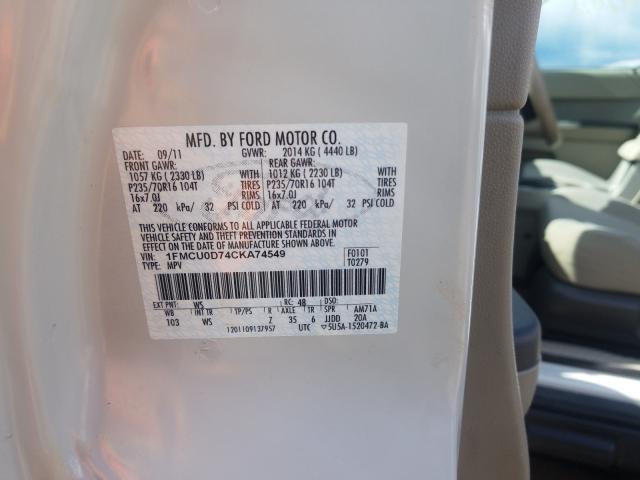 MFD. BY FORD MOTOR CO.
DATE: 09/11 GVWR: 2014 KG ( 4440 LB)
FRONT GAWR: REAR GAWR:
1057 KG ( 2330 LB) WITH 1012 KG ( 2230 LB) WITH
P235/70R16 104T TIRES P235/70R16 104T TIRES
16x7.0J RIMS 16x7.0J RIMS
AT 220 kPa/ 32 PSI COLD AT 220 kPa/ 32 PSI COLD
THIS VEHICLE CONFORMS TO ALL APPLICABLE FEDERAL MOTOR
VEHICLE SAFETY AND THEFT PREVENTION STANDARDS IN
EFFECT ON THE DATE OF MANUFACTURE SHOWN ABOVE.
VIN: 1FMCU0D74CKA74549 F0101
TYPE: MPV T0279
EXT PNT: WS RC: 48 DSO:
WB INT TR TP/PS R AXLE TR SPR AM71A
103 WS Z 35 6 JJDD 20A
1201109137957 UTC 5U5A-1520472-BA